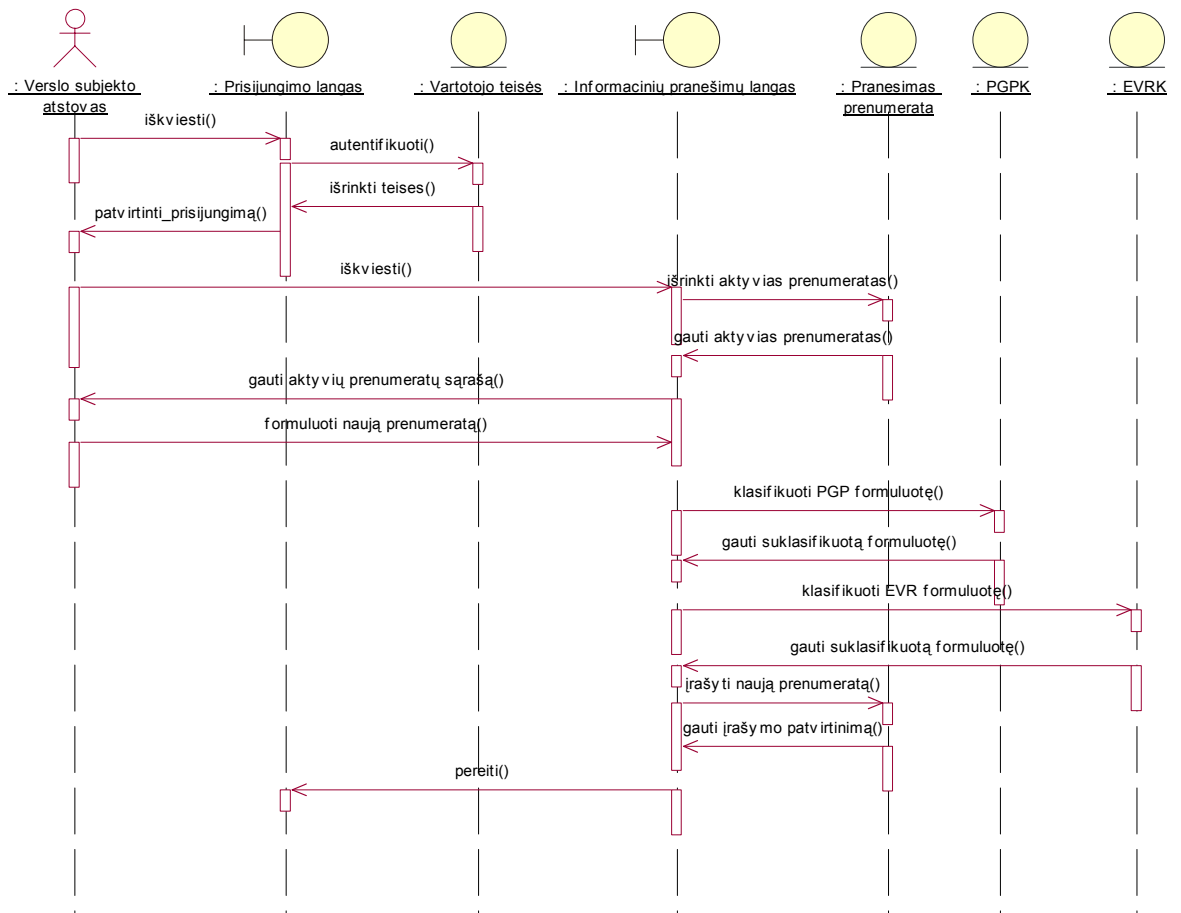 : Verslo subjekto
atstovas
: Prisijungimo langas
: Vartotojo teisės
: Informacinių pranešimų langas
: Pranesimas
prenumerata
: PGPK
: EVRK
iškviesti()
autentifikuoti()
išrinkti teises()
patvirtinti_prisijungimą()
iškviesti()
išrinkti aktyvias prenumeratas()
gauti aktyvias prenumeratas()
gauti aktyvių prenumeratų sąrašą()
formuluoti naują prenumeratą()
klasifikuoti PGP formuluotę()
gauti suklasifikuotą formuluotę()
klasifikuoti EVR formuluotę()
gauti suklasifikuotą formuluotę()
įrašyti naują prenumeratą()
gauti įrašymo patvirtinimą()
pereiti()